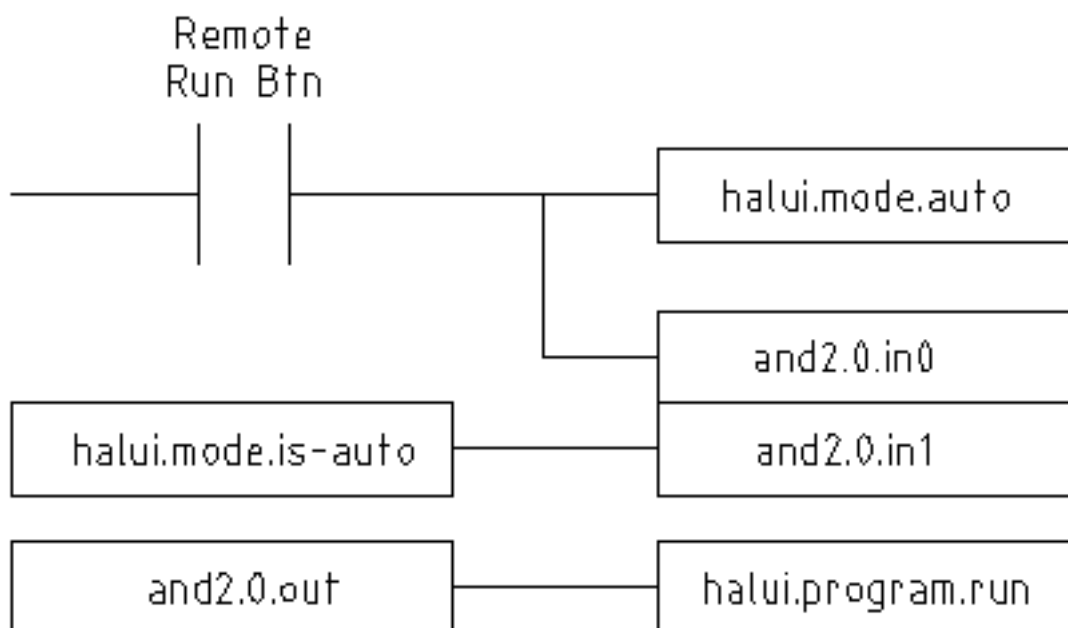 Remote
Run Btn
halui.mode.auto
and2.0.in0
halui.mode.is-auto
and2.0.in1
and2.0.out
halui.program.run